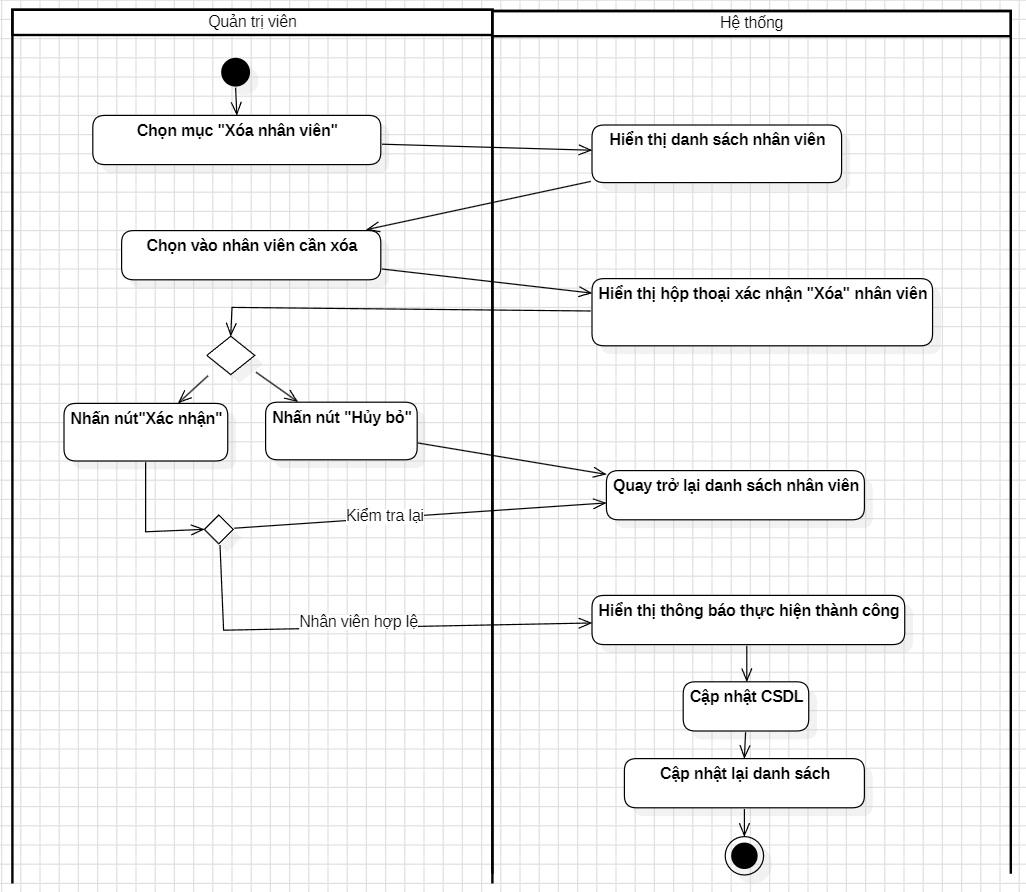 Quản trị viên
Hệ thống
Chọn mục "Xóa nhân viên"
Hiển thị danh sách nhân viên
Chọn vào nhân viên cần xóa
Hiển thị hộp thoại xác nhận "Xóa" nhân viên
Nhấn nút"Xác nhận"
Nhấn nút "Hủy bỏ"
Quay trở lại danh sách nhân viên
Kiểm tra lại
Hiển thị thông báo thực hiện thành công
Nhân viên hợp lệ
Cập nhật CSDL
Cập nhật lại danh sách